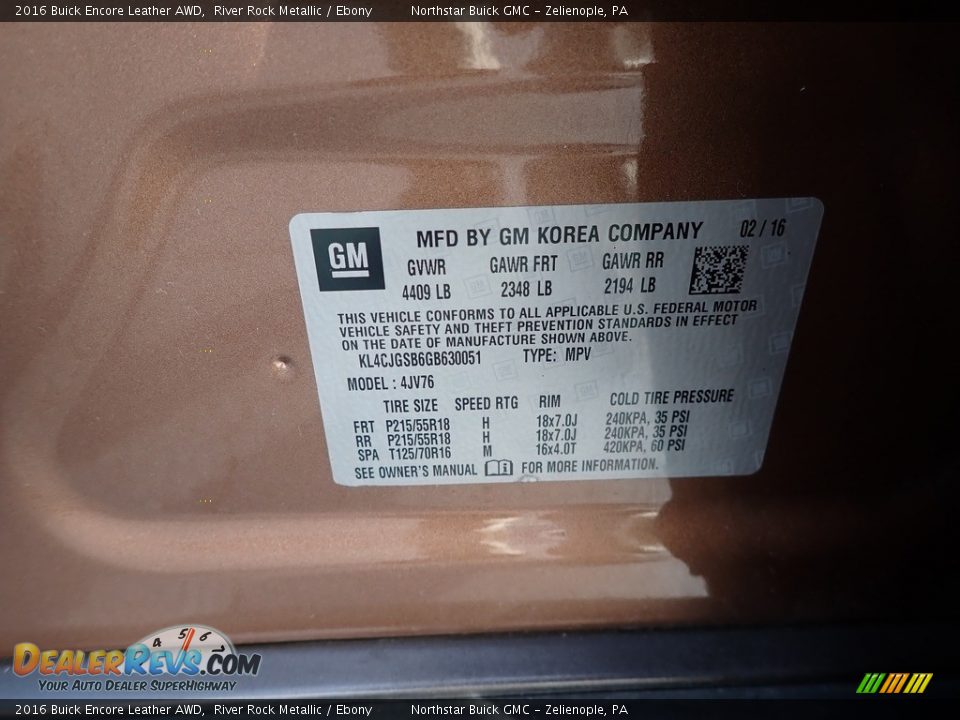 2016 Buick Encore Leather AWD,  River Rock Metallic / Ebony          Northstar Buick GMC - Zelienople, PA
GM
MFD BY GM KOREA COMPANY     02 / 16
GVWR     GAWR FRT     GAWR RR
4409 LB     2348 LB     2194 LB
THIS VEHICLE CONFORMS TO ALL APPLICABLE U.S. FEDERAL MOTOR
VEHICLE SAFETY AND THEFT PREVENTION STANDARDS IN EFFECT
ON THE DATE OF MANUFACTURE SHOWN ABOVE.
KL4CJGSB6GB630051     TYPE: MPV
MODEL : 4JV76
TIRE SIZE     SPEED RTG     RIM     COLD TIRE PRESSURE
FRT  P215/55R18     H     18x7.0J     240KPA, 35 PSI
RR  P215/55R18     H     18x7.0J     240KPA, 35 PSI
SPA  T125/70R16     M     16x4.0T     420KPA, 60 PSI
SEE OWNER'S MANUAL     FOR MORE INFORMATION.
4 5 6 7
DEALERREVS.COM
YOUR AUTO DEALER SUPERHIGHWAY
2016 Buick Encore Leather AWD,  River Rock Metallic / Ebony          Northstar Buick GMC - Zelienople, PA